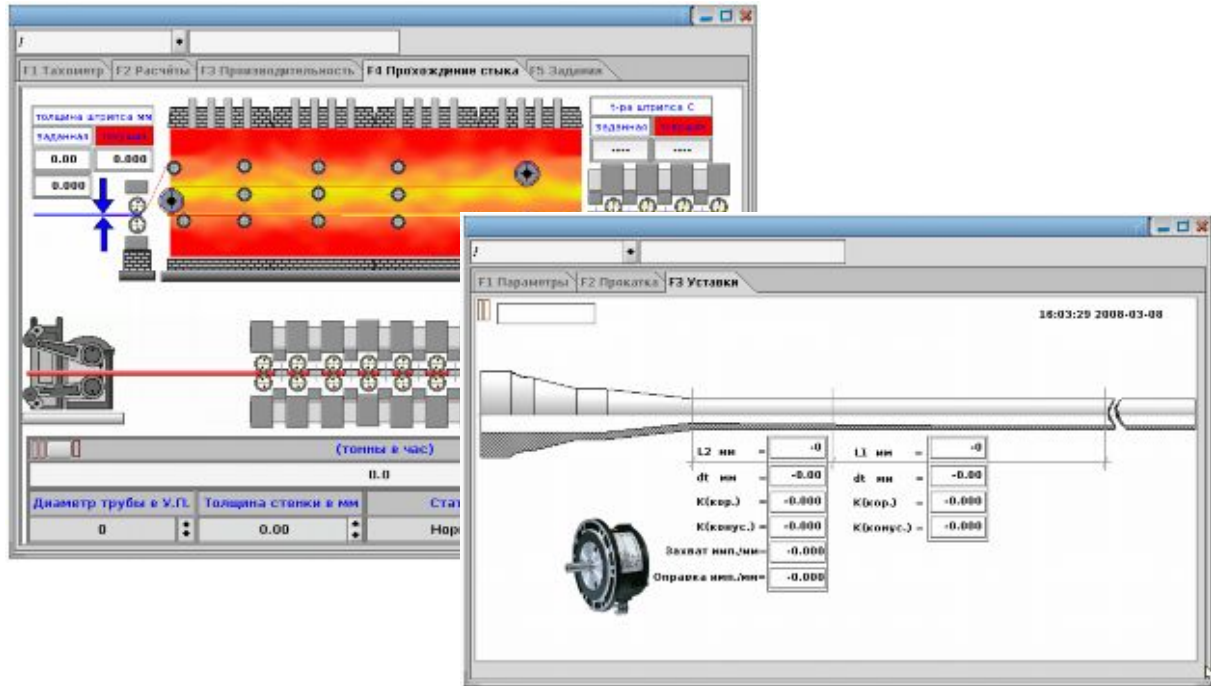 F1 Тахометр F2 Расчёты F3 Производительность F4 Прохождение стыка F5 Задания
толщина штрипса мм
заданная текущая
0.00 0.000
0.000
т-ра штрипса С
заданная текущая
---- ----
(тонны в час)
0.0
Диаметр трубы в У.П. Толщина стенки в мм Стат
0 0.00 Норм
F1 Параметры F2 Прокатка F3 Уставки
16:03:29 2008-03-08
L2 мм = -0 L1 мм = -0
dt мм = -0.00 dt мм = -0.00
К(кор.) = -0.000 К(кор.) = -0.000
К(конус.) = -0.000 К(конус.) = -0.000
Захват имп./мм= -0.000
Оправка имп./мм= -0.000